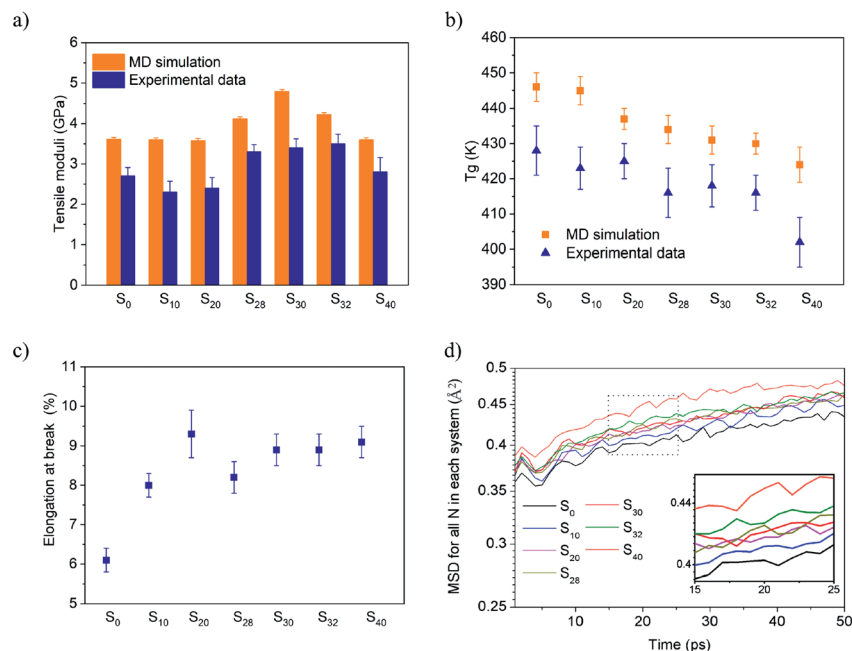 a)
6
5
4
3
2
1
0
Tensile moduli (GPa)
MD simulation
Experimental data
S₀ S₁₀ S₂₀ S₂₈ S₃₀ S₃₂ S₄₀
b)
460
450
440
430
420
410
400
390
Tg (K)
MD simulation
Experimental data
S₀ S₁₀ S₂₀ S₂₈ S₃₀ S₃₂ S₄₀
c)
11
10
9
8
7
6
5
Elongation at break (%)
S₀ S₁₀ S₂₀ S₂₈ S₃₀ S₃₂ S₄₀
d)
0.5
0.45
0.4
0.35
0.3
0.25
MSD for all N in each system (Å²)
S₀ S₃₀
S₁₀ S₃₂
S₂₀ S₄₀
S₂₈
0.44
0.4
15 20 25
10 20 30 40 50
Time (ps)